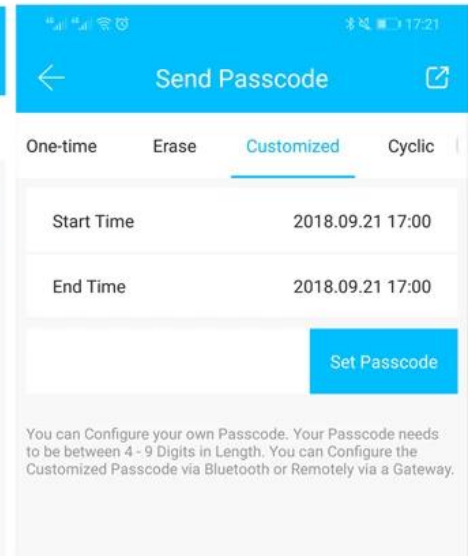 17:21
Send Passcode
One-time Erase Customized Cyclic
Start Time 2018.09.21 17:00
End Time 2018.09.21 17:00
Set Passcode
You can Configure your own Passcode. Your Passcode needs
to be between 4 - 9 Digits in Length. You can Configure the
Customized Passcode via Bluetooth or Remotely via a Gateway.